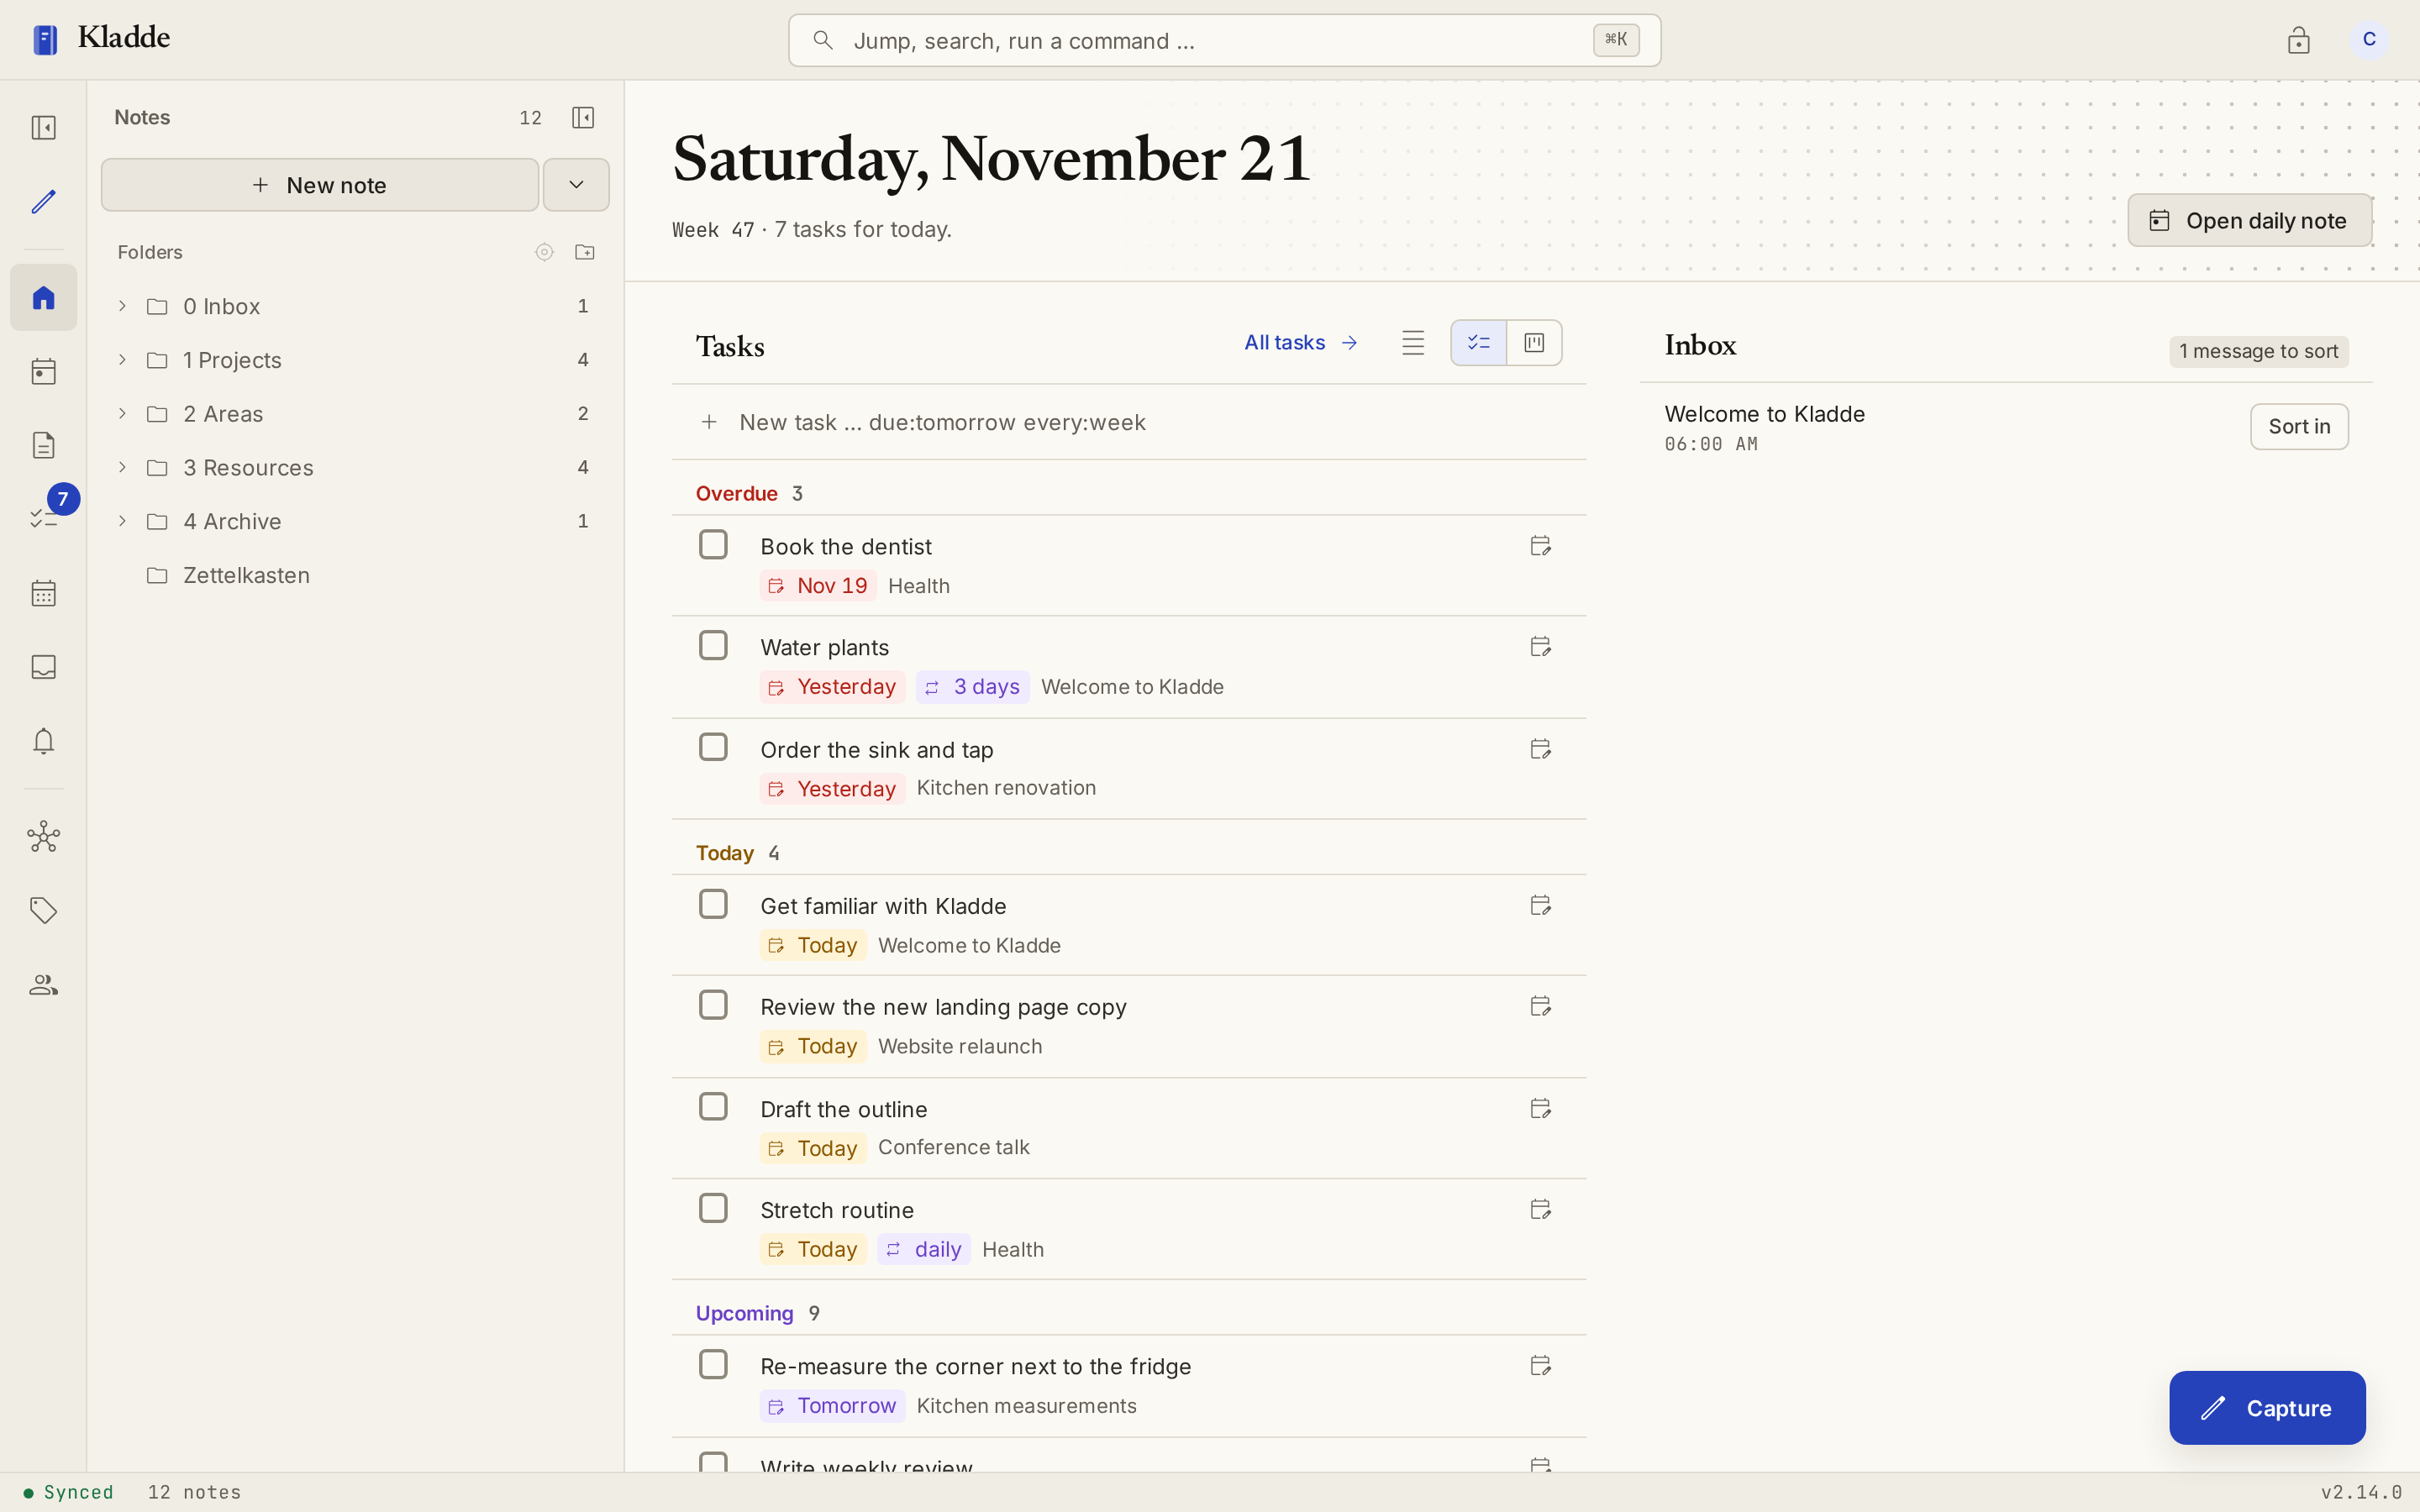 Kladde
Jump, search, run a command ...
⌘K
C
Notes
12
New note
Folders
0 Inbox 1
1 Projects 4
2 Areas 2
3 Resources 4
4 Archive 1
Zettelkasten
7
Saturday, November 21
Week 47 · 7 tasks for today.
Open daily note
Tasks
All tasks
New task ... due:tomorrow every:week
Overdue 3
Book the dentist
Nov 19 Health
Water plants
Yesterday 3 days Welcome to Kladde
Order the sink and tap
Yesterday Kitchen renovation
Today 4
Get familiar with Kladde
Today Welcome to Kladde
Review the new landing page copy
Today Website relaunch
Draft the outline
Today Conference talk
Stretch routine
Today daily Health
Upcoming 9
Re-measure the corner next to the fridge
Tomorrow Kitchen measurements
Write weekly review
Inbox
1 message to sort
Welcome to Kladde
06:00 AM
Sort in
Capture
Synced 12 notes
v2.14.0